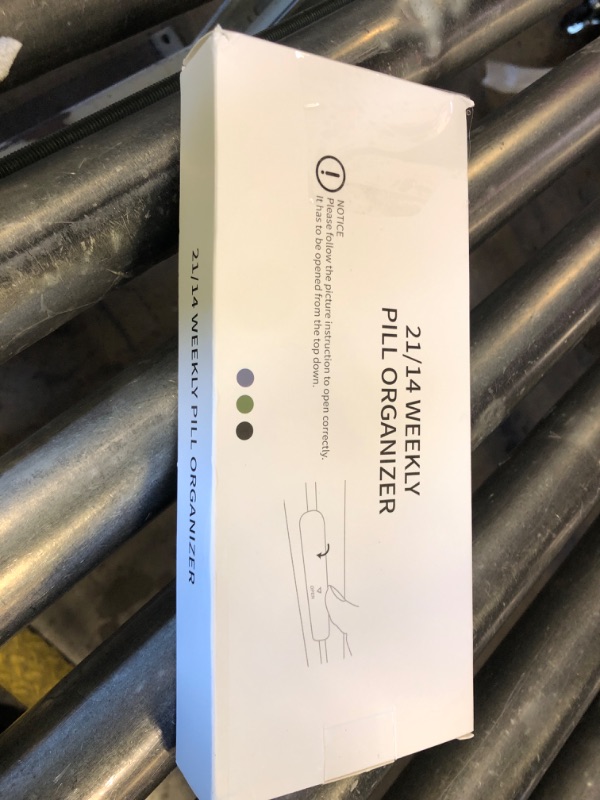 21/14 WEEKLY
PILL ORGANIZER
NOTICE
Please follow the picture instruction to open correctly.
It has to be opened from the top down.
OPEN
21/14 WEEKLY PILL ORGANIZER